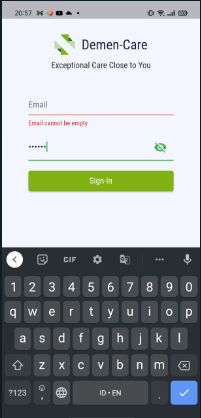 20:57
Demen-Care
Exceptional Care Close to You
Email
Email cannot be empty
••••••
Sign-In
GIF
1 2 3 4 5 6 7 8 9 0
q w e r t y u i o p
a s d f g h j k l
z x c v b n m
?123 , ID • EN .